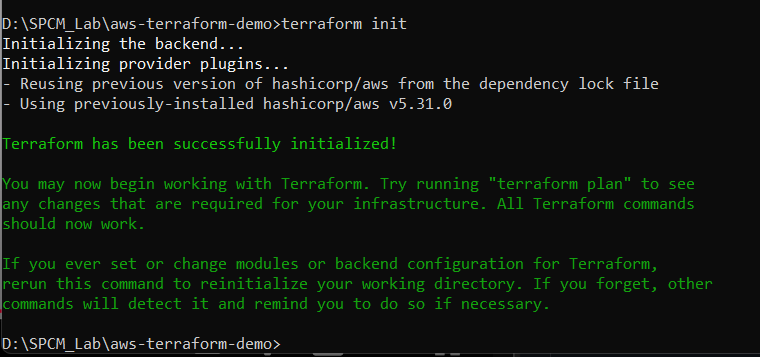 D:\SPCM_Lab\aws-terraform-demo>terraform init
Initializing the backend...
Initializing provider plugins...
- Reusing previous version of hashicorp/aws from the dependency lock file
- Using previously-installed hashicorp/aws v5.31.0
Terraform has been successfully initialized!
You may now begin working with Terraform. Try running "terraform plan" to see
any changes that are required for your infrastructure. All Terraform commands
should now work.
If you ever set or change modules or backend configuration for Terraform,
rerun this command to reinitialize your working directory. If you forget, other
commands will detect it and remind you to do so if necessary.
D:\SPCM_Lab\aws-terraform-demo>